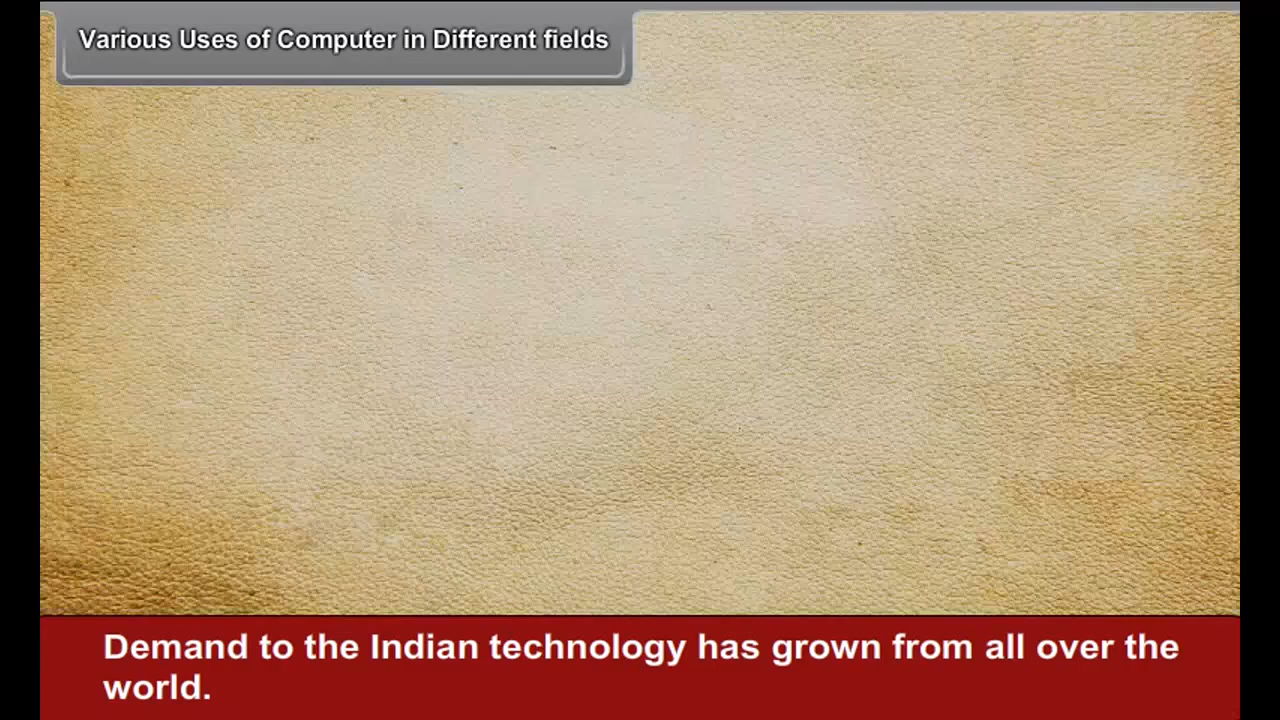 Various Uses of Computer in Different fields
Demand to the Indian technology has grown from all over the
world.